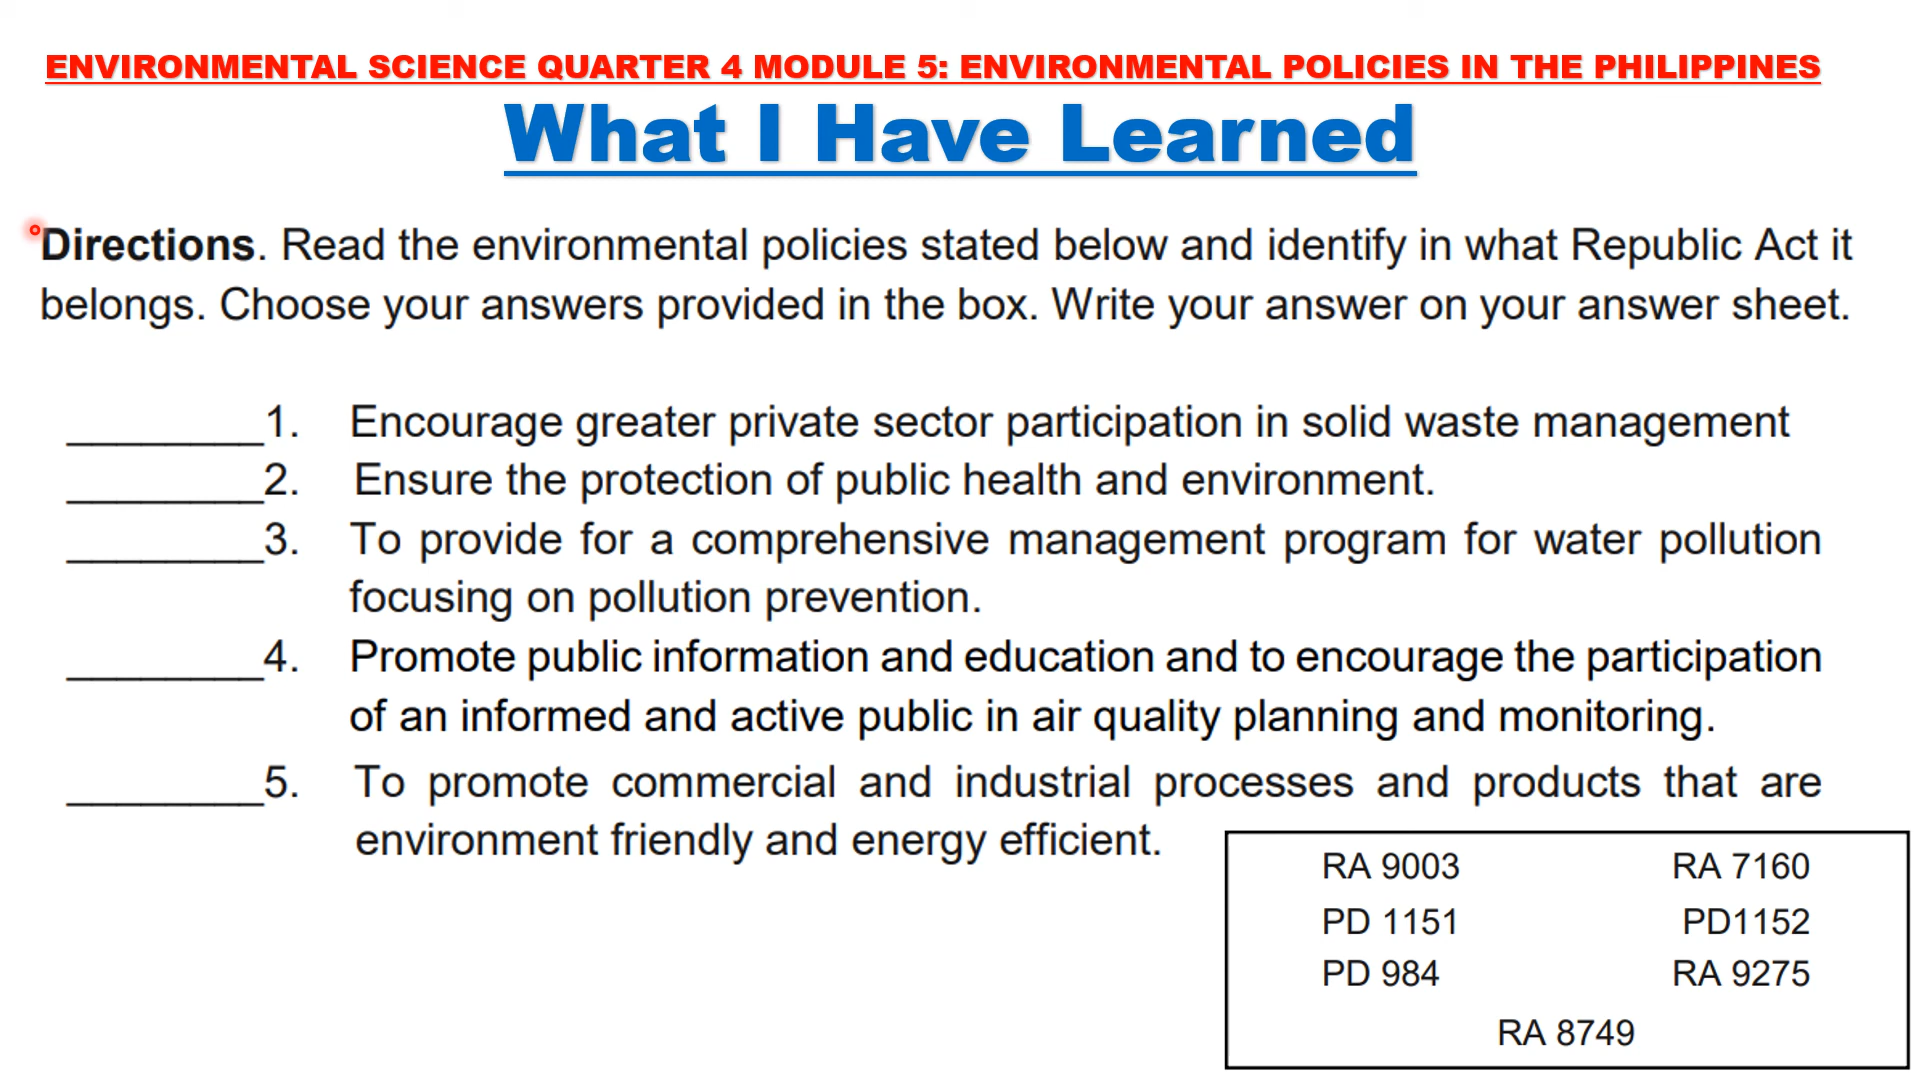 ENVIRONMENTAL SCIENCE QUARTER 4 MODULE 5: ENVIRONMENTAL POLICIES IN THE PHILIPPINES
What I Have Learned
Directions. Read the environmental policies stated below and identify in what Republic Act it
belongs. Choose your answers provided in the box. Write your answer on your answer sheet.
________1. Encourage greater private sector participation in solid waste management
________2. Ensure the protection of public health and environment.
________3. To provide for a comprehensive management program for water pollution
focusing on pollution prevention.
________4. Promote public information and education and to encourage the participation
of an informed and active public in air quality planning and monitoring.
________5. To promote commercial and industrial processes and products that are
environment friendly and energy efficient.
RA 9003 RA 7160
PD 1151 PD1152
PD 984 RA 9275
RA 8749